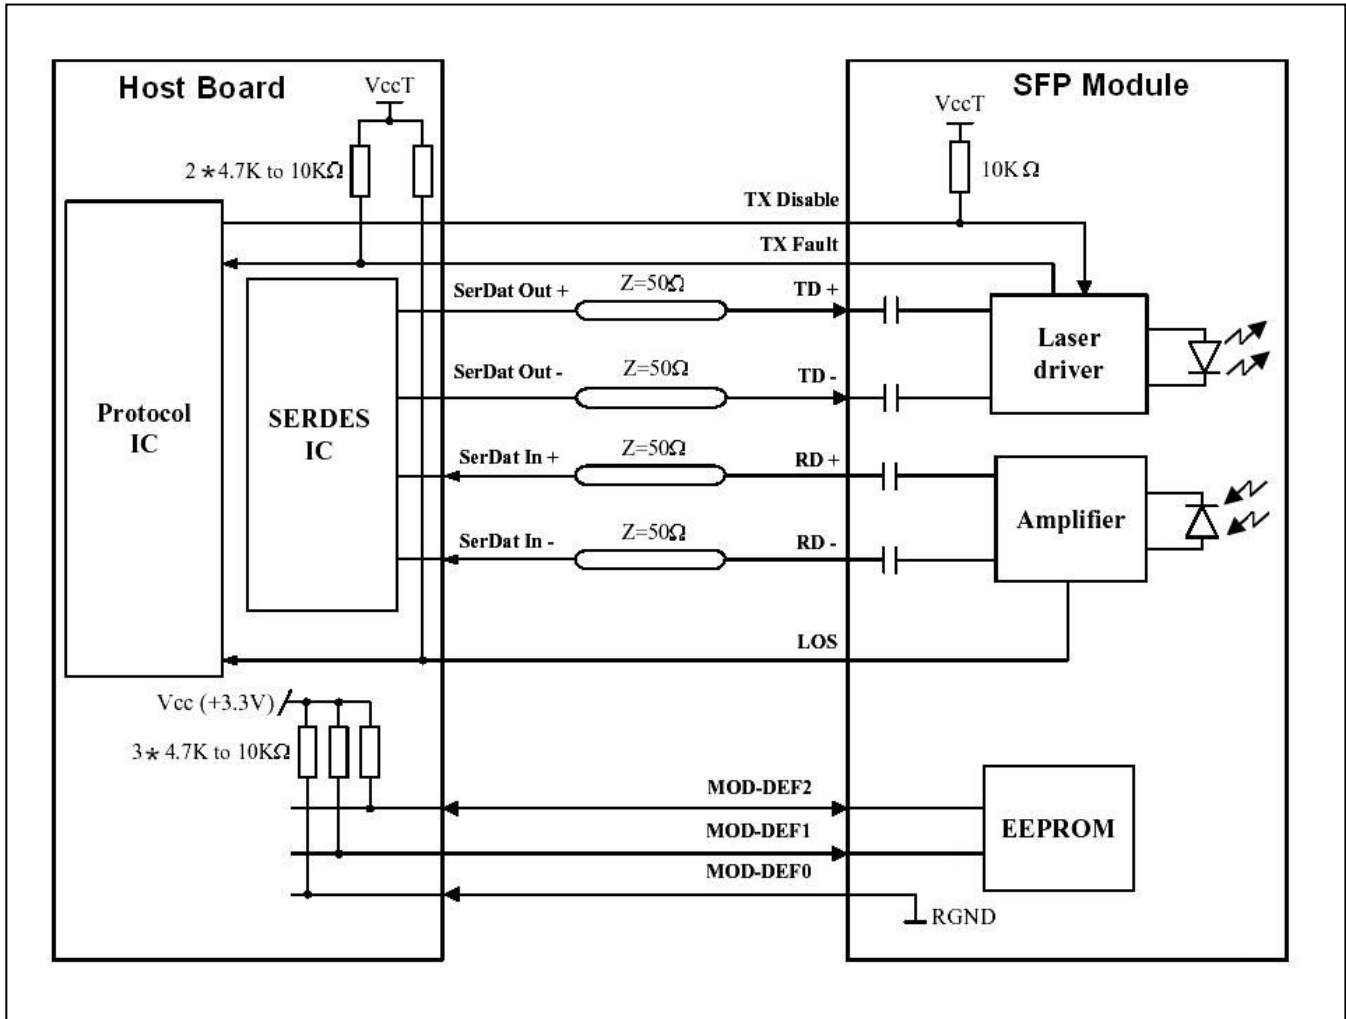 Host Board
SFP Module
VccT
VccT
2*4.7K to 10KΩ
10KΩ
TX Disable
TX Fault
SerDat Out +
Z=50Ω
TD +
SerDat Out -
Z=50Ω
TD -
Laser
driver
Protocol
IC
SERDES
IC
SerDat In +
Z=50Ω
RD +
SerDat In -
Z=50Ω
RD -
Amplifier
LOS
Vcc (+3.3V)
3*4.7K to 10KΩ
MOD-DEF2
MOD-DEF1
MOD-DEF0
EEPROM
RGND